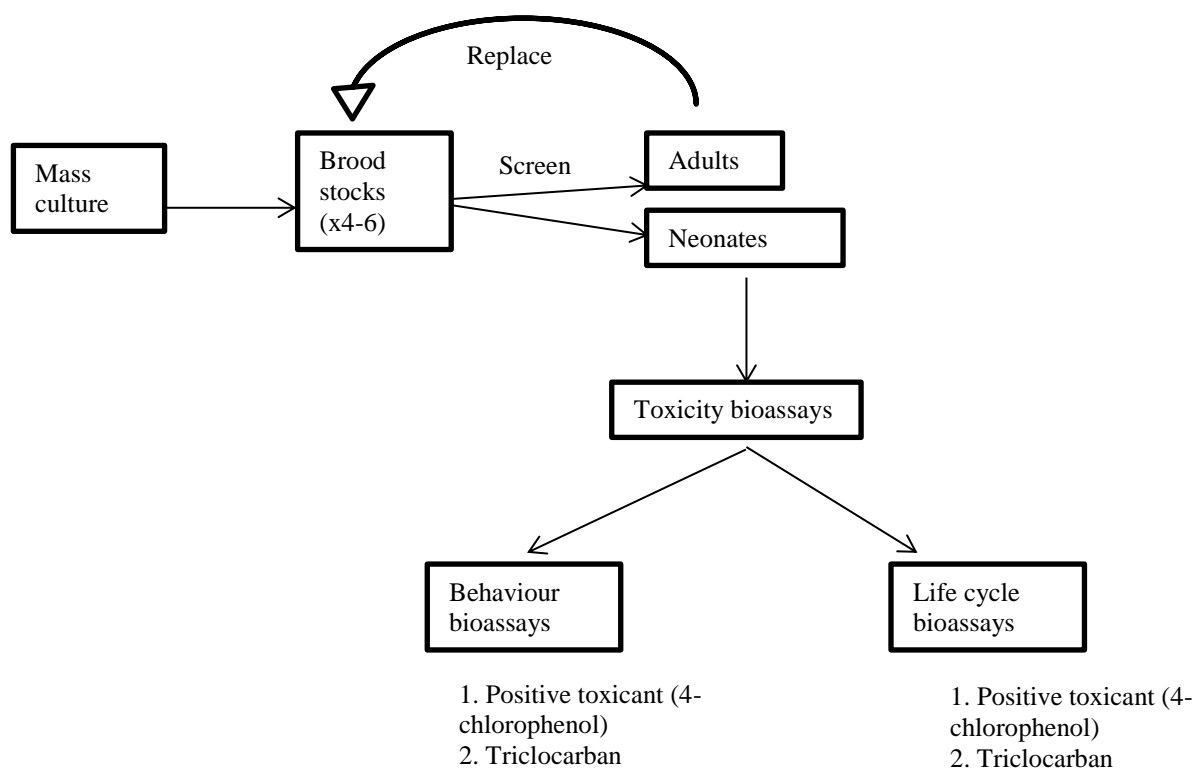 Replace
Mass
culture
Brood
stocks
(x4-6)
Screen
Adults
Neonates
Toxicity bioassays
Behaviour
bioassays
1. Positive toxicant (4-
chlorophenol)
2. Triclocarban
Life cycle
bioassays
1. Positive toxicant (4-
chlorophenol)
2. Triclocarban